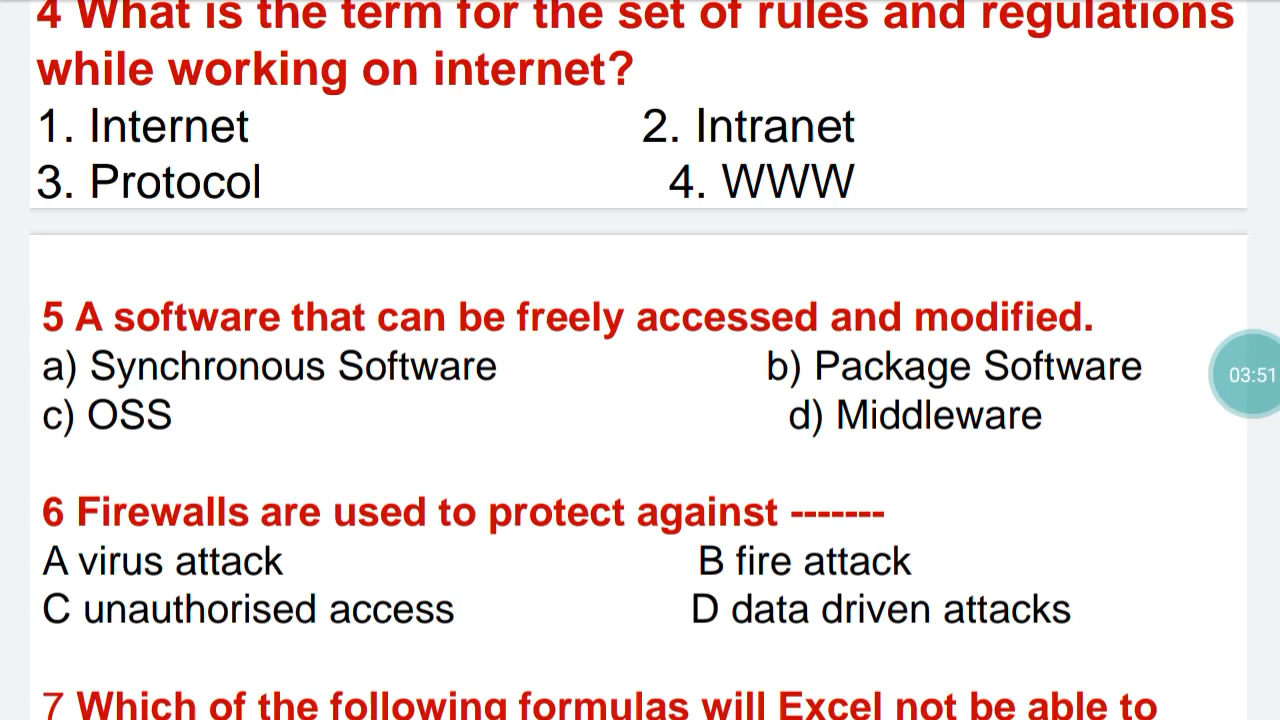 4 What is the term for the set of rules and regulations
while working on internet?
1. Internet 2. Intranet
3. Protocol 4. WWW
5 A software that can be freely accessed and modified.
a) Synchronous Software b) Package Software
03:51
c) OSS d) Middleware
6 Firewalls are used to protect against -------
A virus attack B fire attack
C unauthorised access D data driven attacks
7 Which of the following formulas will Excel not be able to